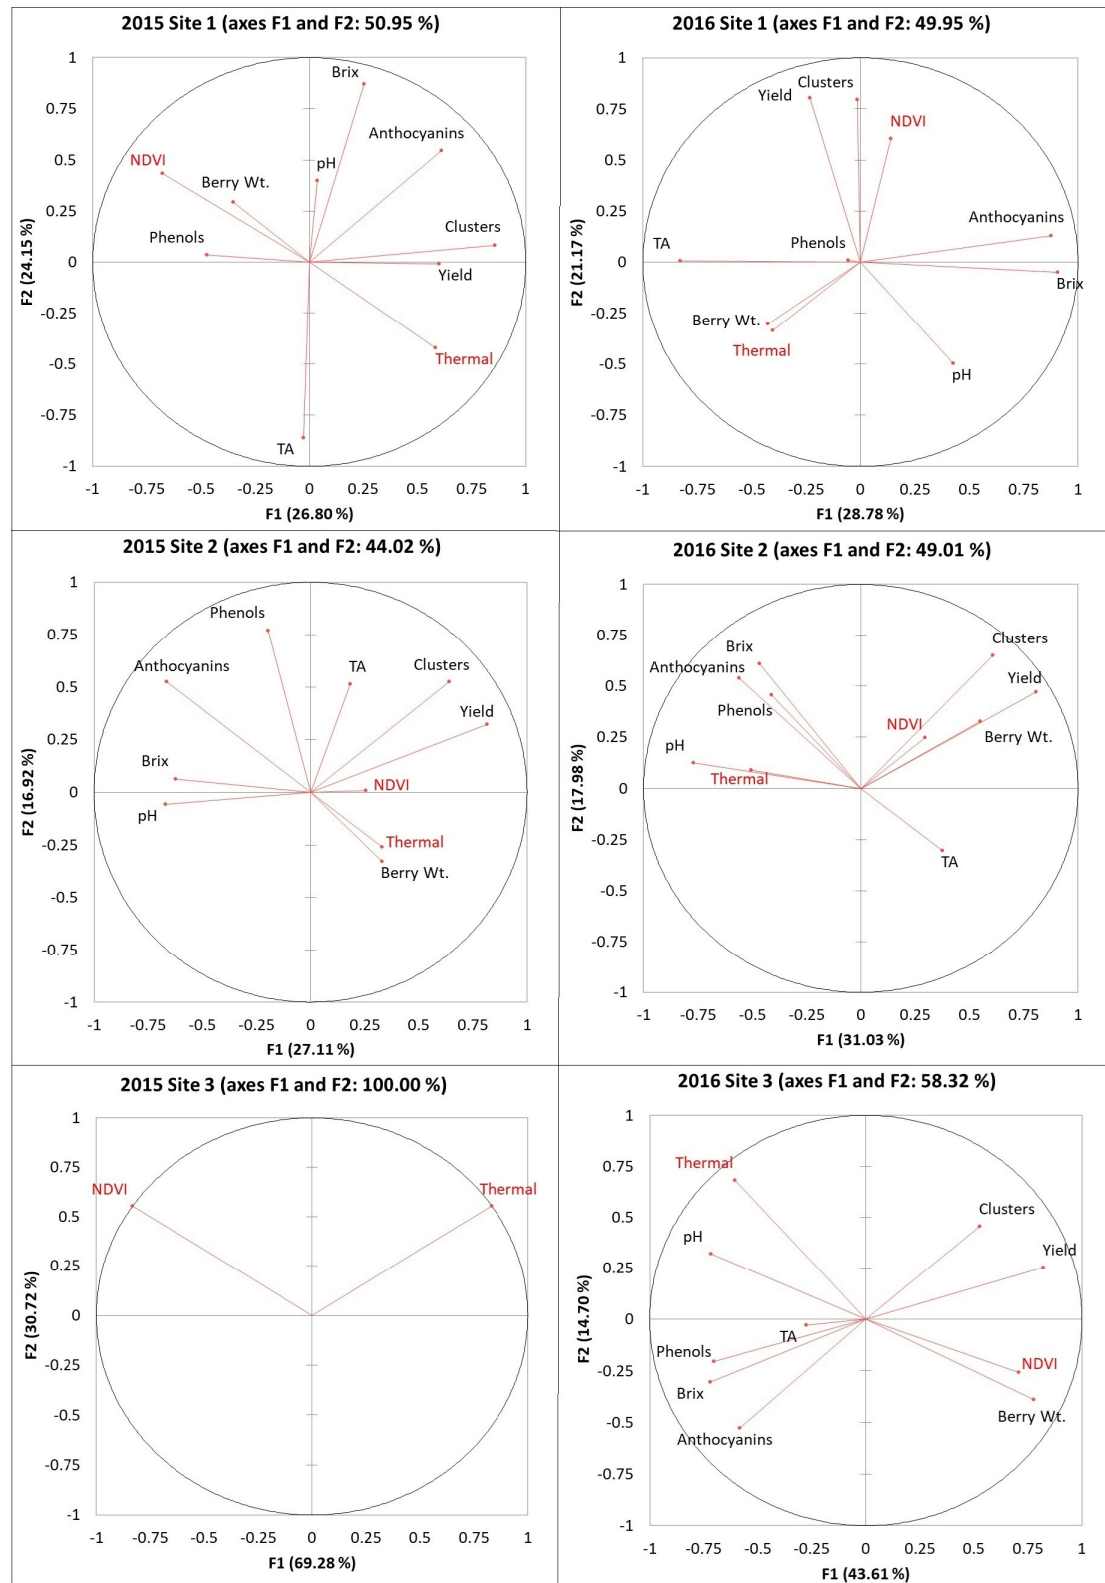 2015 Site 1 (axes F1 and F2: 50.95 %)
1
0.75
0.5
0.25
0
-0.25
-0.5
-0.75
-1
F2 (24.15 %)
Brix
Anthocyanins
NDVI
pH
Berry Wt.
Phenols
Clusters
Yield
Thermal
TA
-1 -0.75 -0.5 -0.25 0 0.25 0.5 0.75 1
F1 (26.80 %)
2016 Site 1 (axes F1 and F2: 49.95 %)
1
0.75
0.5
0.25
0
-0.25
-0.5
-0.75
-1
F2 (21.17 %)
Clusters
Yield
NDVI
Anthocyanins
TA
Phenols
Brix
Berry Wt.
Thermal
pH
-1 -0.75 -0.5 -0.25 0 0.25 0.5 0.75 1
F1 (28.78 %)
2015 Site 2 (axes F1 and F2: 44.02 %)
1
0.75
0.5
0.25
0
-0.25
-0.5
-0.75
-1
F2 (16.92 %)
Phenols
Anthocyanins
TA
Clusters
Yield
Brix
NDVI
pH
Thermal
Berry Wt.
-1 -0.75 -0.5 -0.25 0 0.25 0.5 0.75 1
F1 (27.11 %)
2016 Site 2 (axes F1 and F2: 49.01 %)
1
0.75
0.5
0.25
0
-0.25
-0.5
-0.75
-1
F2 (17.98 %)
Clusters
Brix
Anthocyanins
Yield
Phenols
NDVI
Berry Wt.
pH
Thermal
TA
-1 -0.75 -0.5 -0.25 0 0.25 0.5 0.75 1
F1 (31.03 %)
2015 Site 3 (axes F1 and F2: 100.00 %)
1
0.75
0.5
0.25
0
-0.25
-0.5
-0.75
-1
F2 (30.72 %)
NDVI
Thermal
-1 -0.75 -0.5 -0.25 0 0.25 0.5 0.75 1
F1 (69.28 %)
2016 Site 3 (axes F1 and F2: 58.32 %)
1
0.75
0.5
0.25
0
-0.25
-0.5
-0.75
-1
F2 (14.70 %)
Thermal
Clusters
pH
Yield
TA
Phenols
NDVI
Brix
Berry Wt.
Anthocyanins
-1 -0.75 -0.5 -0.25 0 0.25 0.5 0.75 1
F1 (43.61 %)